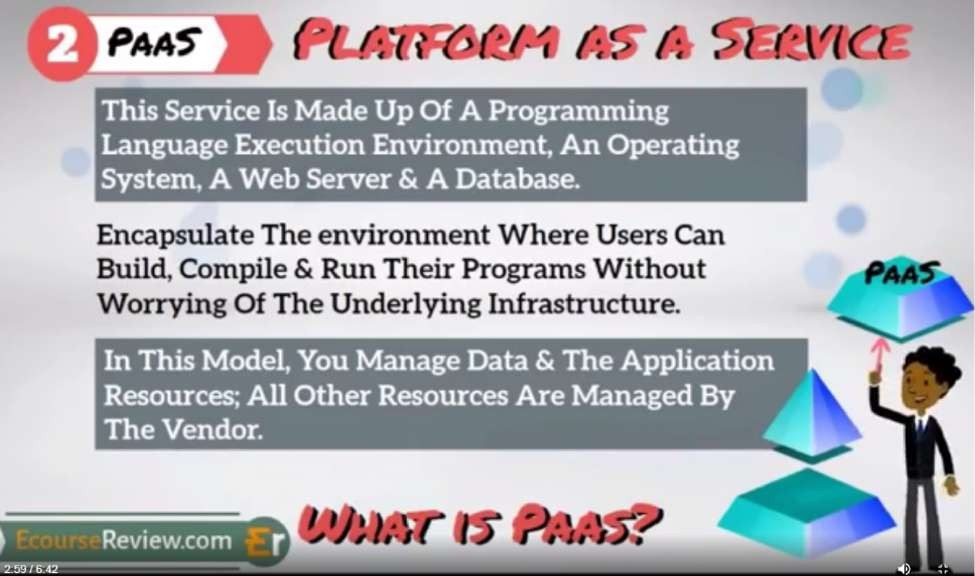 2 PaaS Platform as a Service
This Service Is Made Up Of A Programming
Language Execution Environment, An Operating
System, A Web Server & A Database.
Encapsulate The environment Where Users Can
Build, Compile & Run Their Programs Without
Worrying Of The Underlying Infrastructure.
PaaS
In This Model, You Manage Data & The Application
Resources; All Other Resources Are Managed By
The Vendor.
What is PaaS?
EcourseReview.com Er
2:59 / 6:42